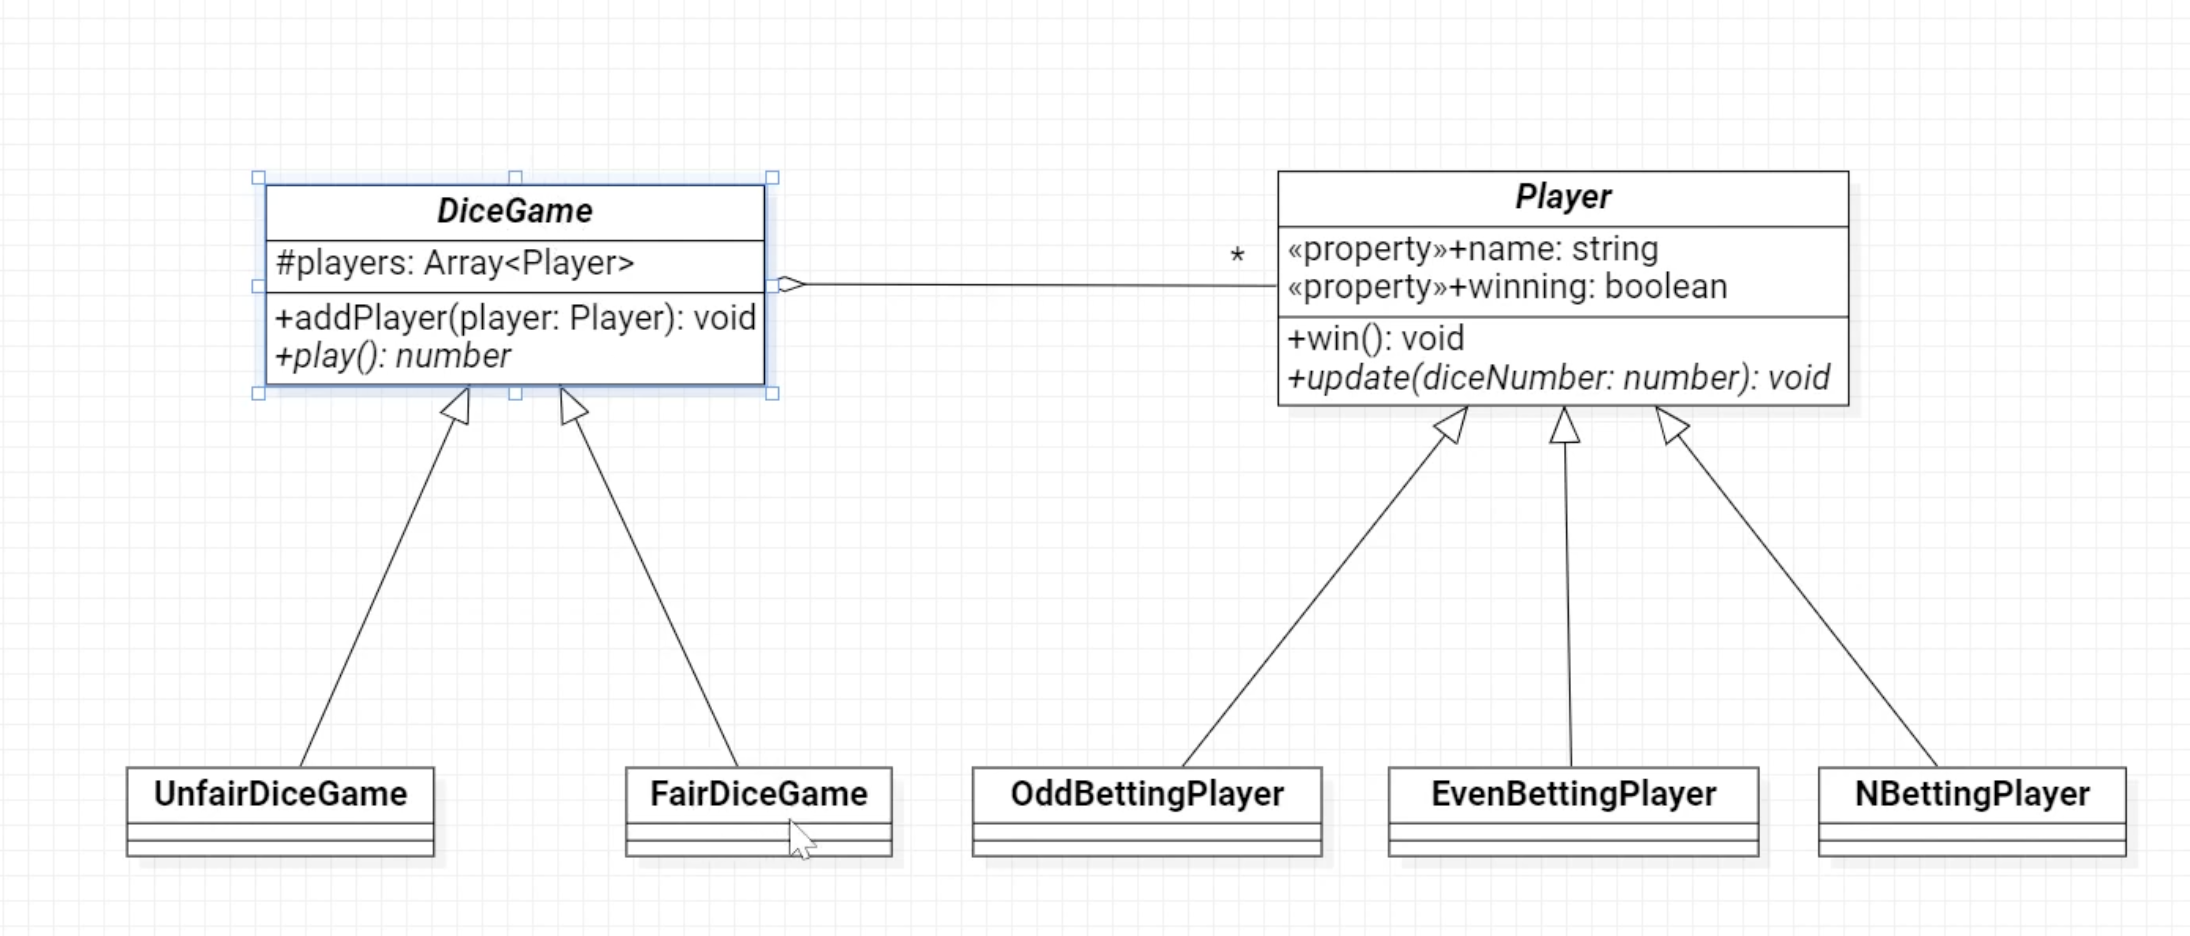 DiceGame
#players: Array<Player>
+addPlayer(player: Player): void
+play(): number
*
Player
«property»+name: string
«property»+winning: boolean
+win(): void
+update(diceNumber: number): void
UnfairDiceGame
FairDiceGame
OddBettingPlayer
EvenBettingPlayer
NBettingPlayer